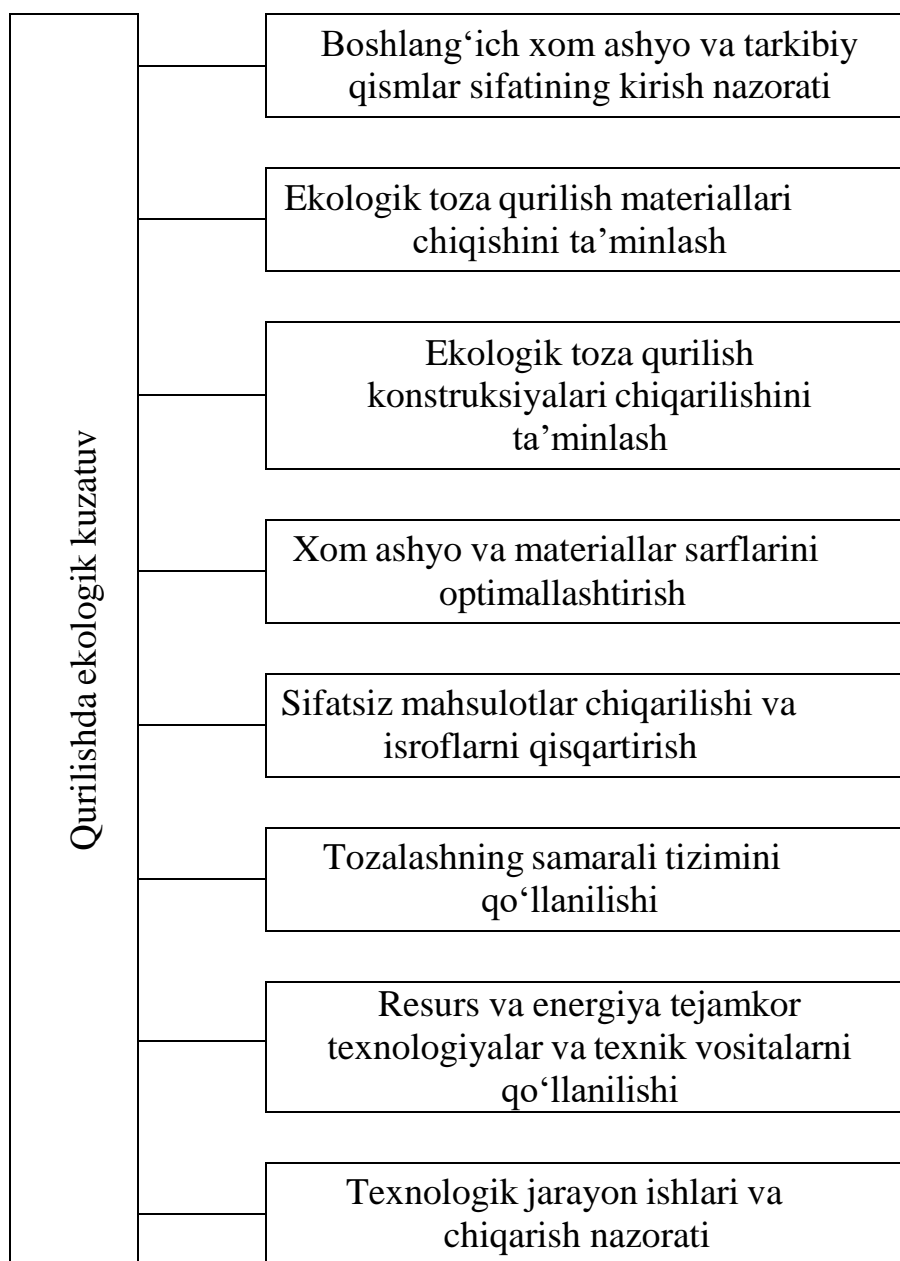 Qurilishda ekologik kuzatuv
Boshlang‘ich xom ashyo va tarkibiy
qismlar sifatining kirish nazorati
Ekologik toza qurilish materiallari
chiqishini ta’minlash
Ekologik toza qurilish
konstruksiyalari chiqarilishini
ta’minlash
Xom ashyo va materiallar sarflarini
optimallashtirish
Sifatsiz mahsulotlar chiqarilishi va
isroflarni qisqartirish
Tozalashning samarali tizimini
qo‘llanilishi
Resurs va energiya tejamkor
texnologiyalar va texnik vositalarni
qo‘llanilishi
Texnologik jarayon ishlari va
chiqarish nazorati